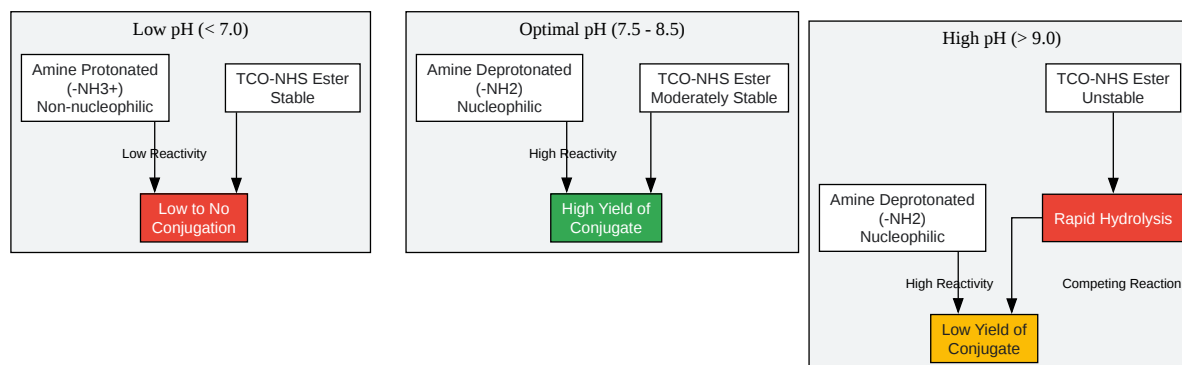 Low pH (< 7.0)
Amine Protonated
(-NH3+)
Non-nucleophilic
TCO-NHS Ester
Stable
Low Reactivity
Low to No
Conjugation
Optimal pH (7.5 - 8.5)
Amine Deprotonated
(-NH2)
Nucleophilic
TCO-NHS Ester
Moderately Stable
High Reactivity
High Yield of
Conjugate
High pH (> 9.0)
TCO-NHS Ester
Unstable
Amine Deprotonated
(-NH2)
Nucleophilic
Rapid Hydrolysis
High Reactivity
Competing Reaction
Low Yield of
Conjugate